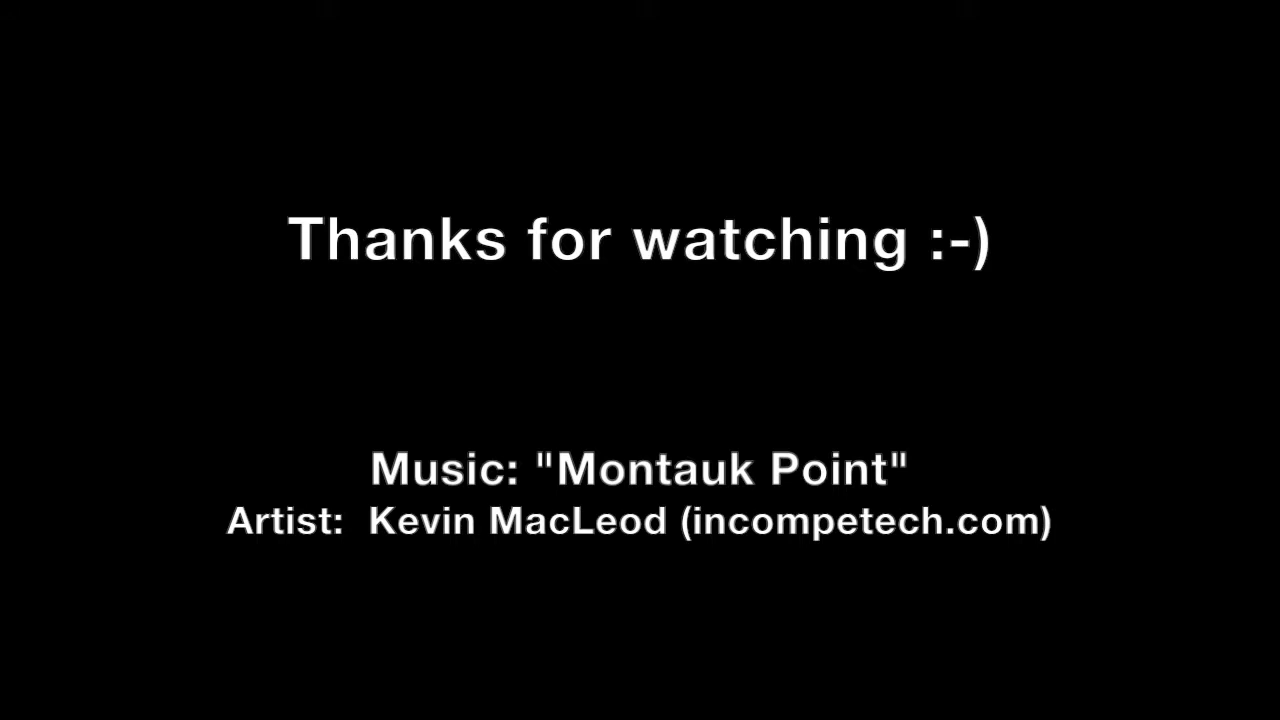 Thanks for watching :-)
Music: "Montauk Point"
Artist:  Kevin MacLeod (incompetech.com)